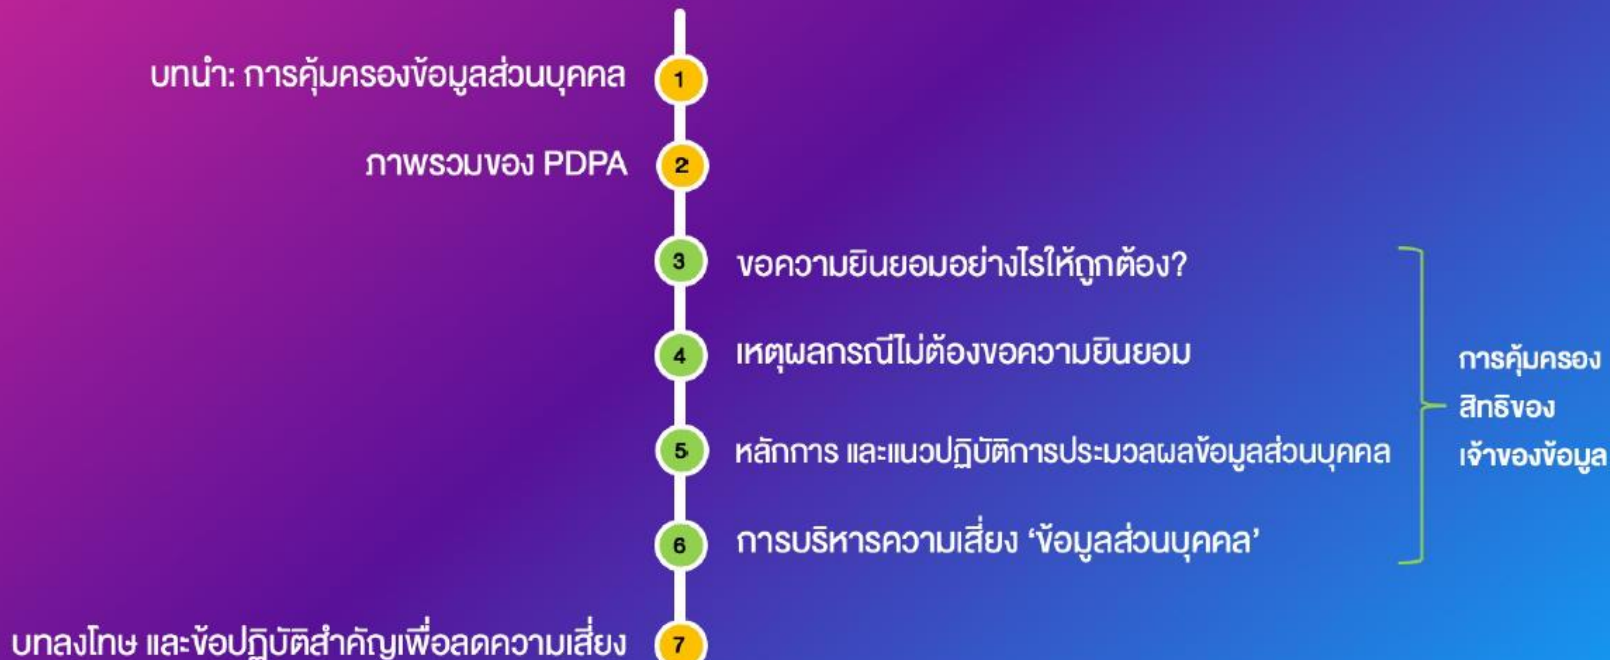 บทนำ: การคุ้มครองข้อมูลส่วนบุคคล
1
ภาพรวมของ PDPA
2
3
ขอความยินยอมอย่างไรให้ถูกต้อง?
4
เหตุผลกรณีไม่ต้องขอความยินยอม
5
หลักการ และแนวปฏิบัติการประมวลผลข้อมูลส่วนบุคคล
6
การบริหารความเสี่ยง ‘ข้อมูลส่วนบุคคล’
การคุ้มครอง
สิทธิของ
เจ้าของข้อมูล
บทลงโทษ และข้อปฏิบัติสำคัญเพื่อลดความเสี่ยง
7